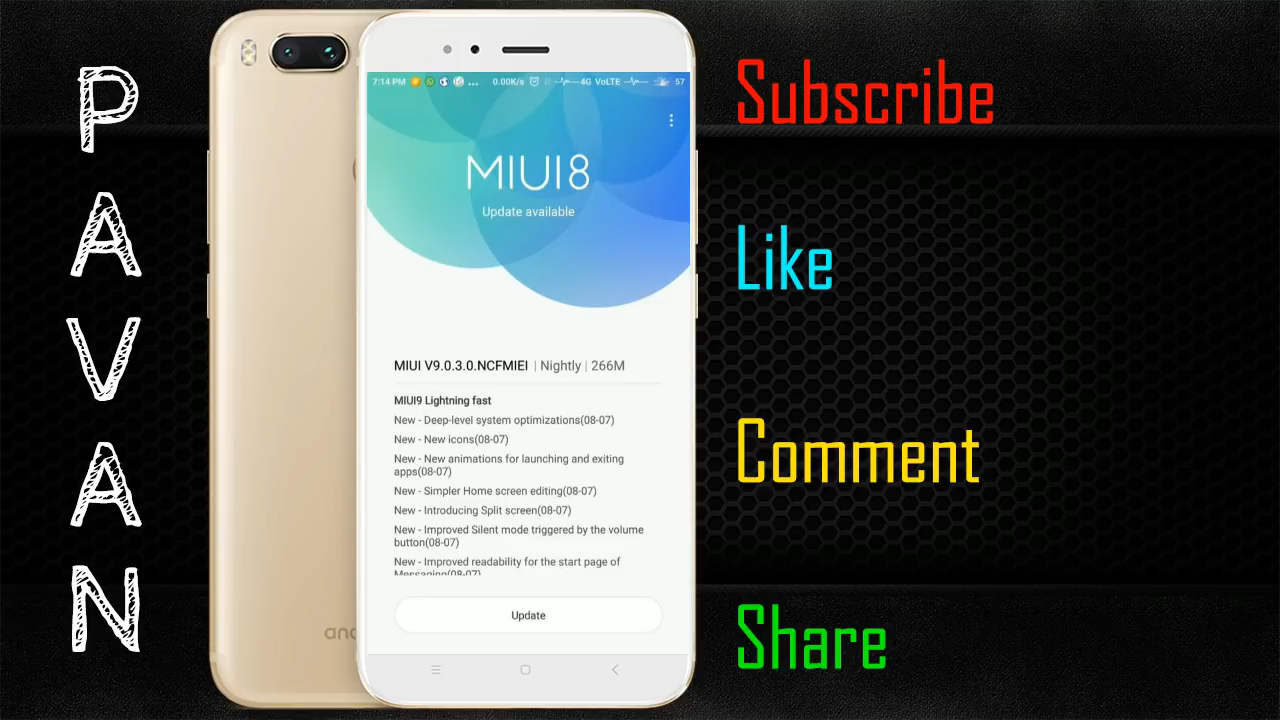 PAVAN
7:14 PM ... 0.00K/s 4G VoLTE 57
MIUI8
Update available
MIUI V9.0.3.0.NCFMIEI | Nightly | 266M
MIUI9 Lightning fast
New - Deep-level system optimizations(08-07)
New - New icons(08-07)
New - New animations for launching and exiting
apps(08-07)
New - Simpler Home screen editing(08-07)
New - Introducing Split screen(08-07)
New - Improved Silent mode triggered by the volume
button(08-07)
New - Improved readability for the start page of
Messaging(08-07)
Update
and
Subscribe
Like
Comment
Share